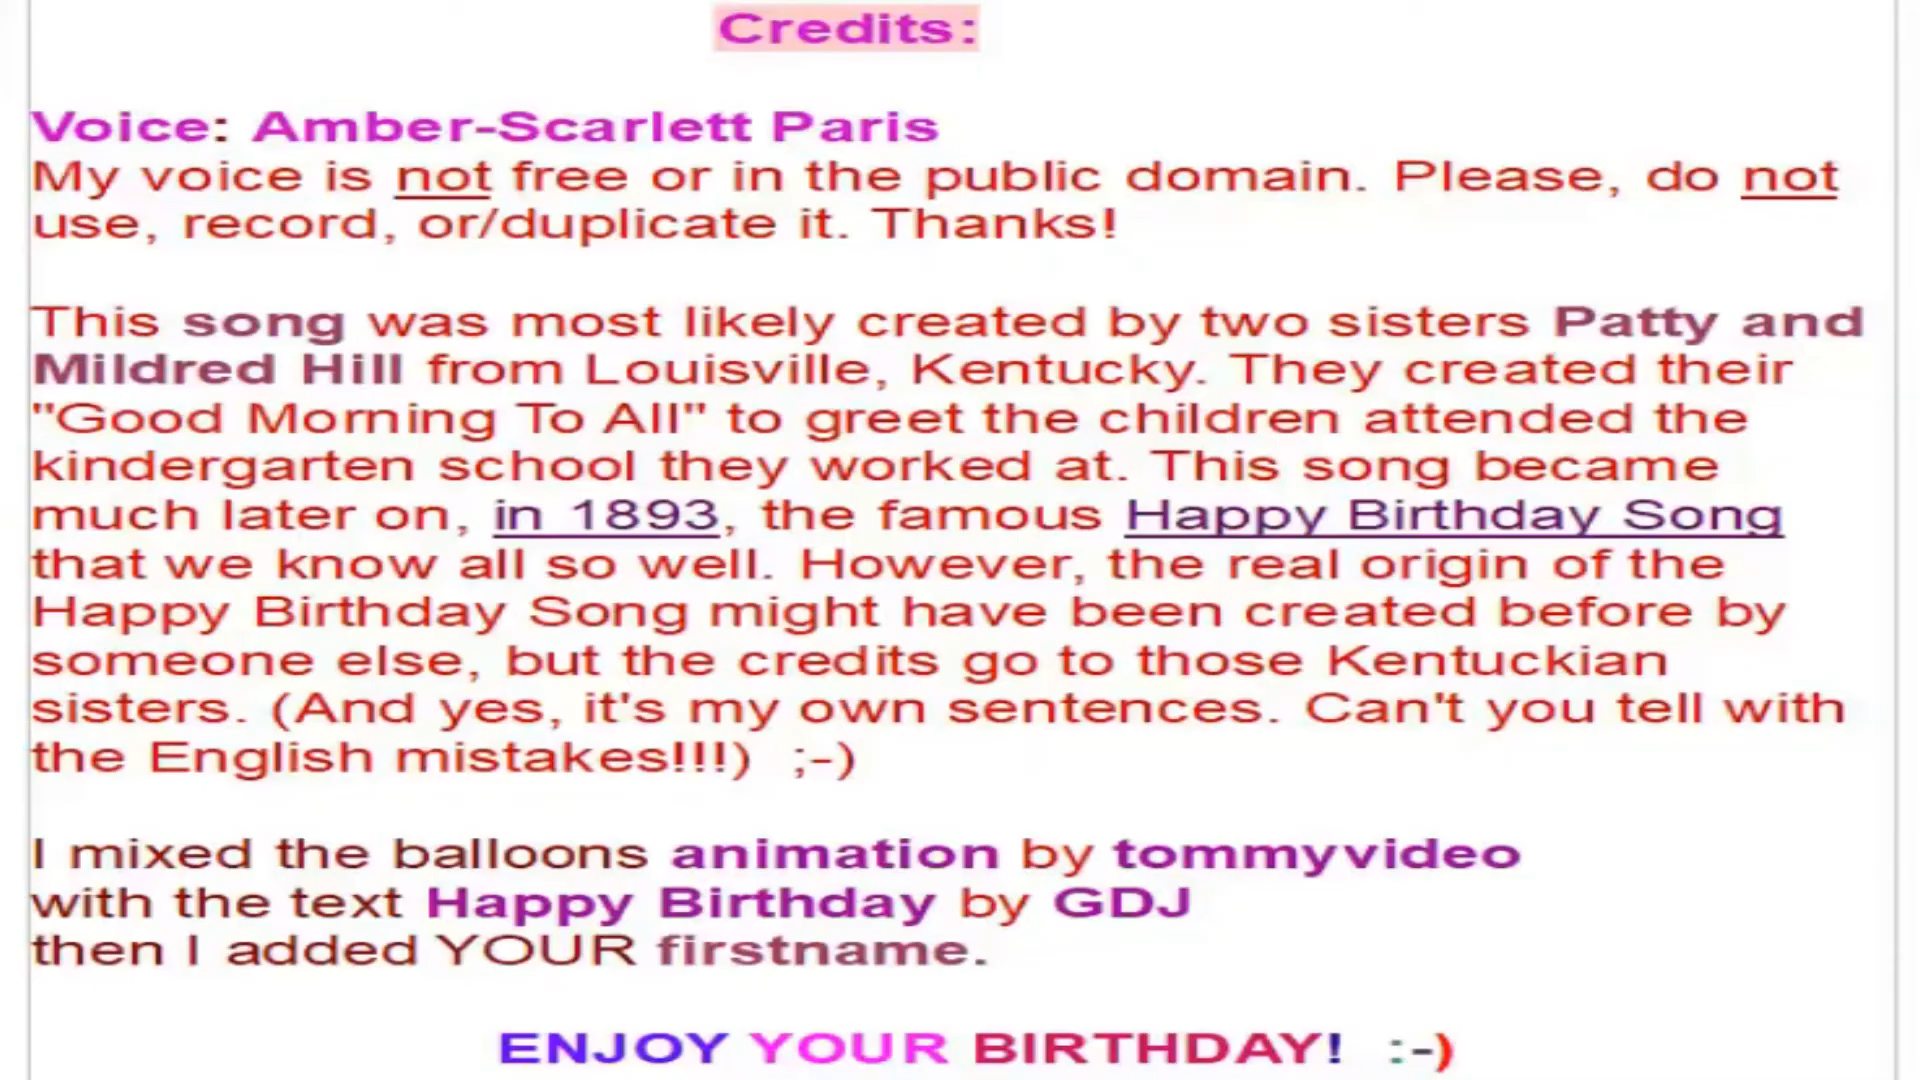 Credits:
Voice: Amber-Scarlett Paris
My voice is not free or in the public domain. Please, do not
use, record, or/duplicate it. Thanks!
This song was most likely created by two sisters Patty and
Mildred Hill from Louisville, Kentucky. They created their
"Good Morning To All" to greet the children attended the
kindergarten school they worked at. This song became
much later on, in 1893, the famous Happy Birthday Song
that we know all so well. However, the real origin of the
Happy Birthday Song might have been created before by
someone else, but the credits go to those Kentuckian
sisters. (And yes, it's my own sentences. Can't you tell with
the English mistakes!!!) ;-)
I mixed the balloons animation by tommyvideo
with the text Happy Birthday by GDJ
then I added YOUR firstname.
ENJOY YOUR BIRTHDAY! :-)